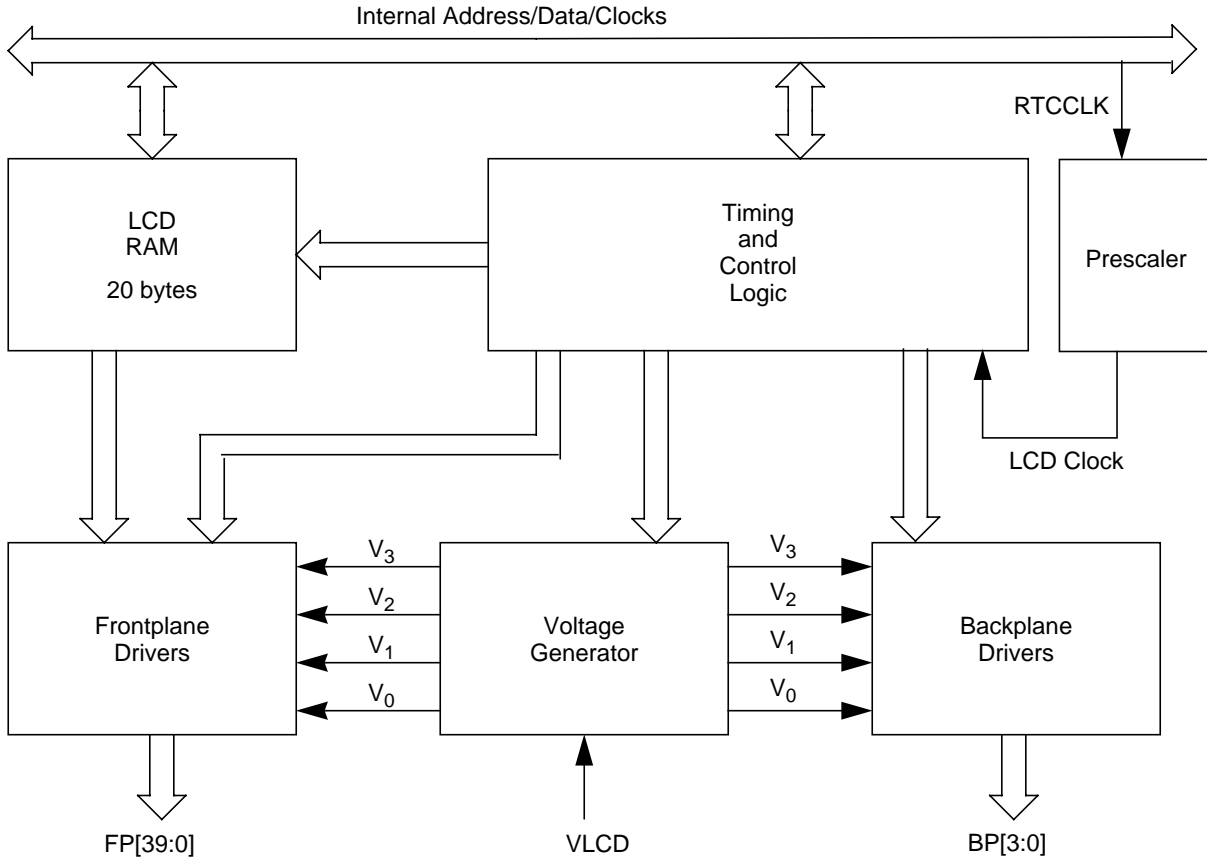 Internal Address/Data/Clocks
RTCCLK
LCD
RAM
20 bytes
Timing
and
Control
Logic
Prescaler
LCD Clock
Frontplane
Drivers
V3
V2
V1
V0
Voltage
Generator
V3
V2
V1
V0
Backplane
Drivers
FP[39:0]
VLCD
BP[3:0]